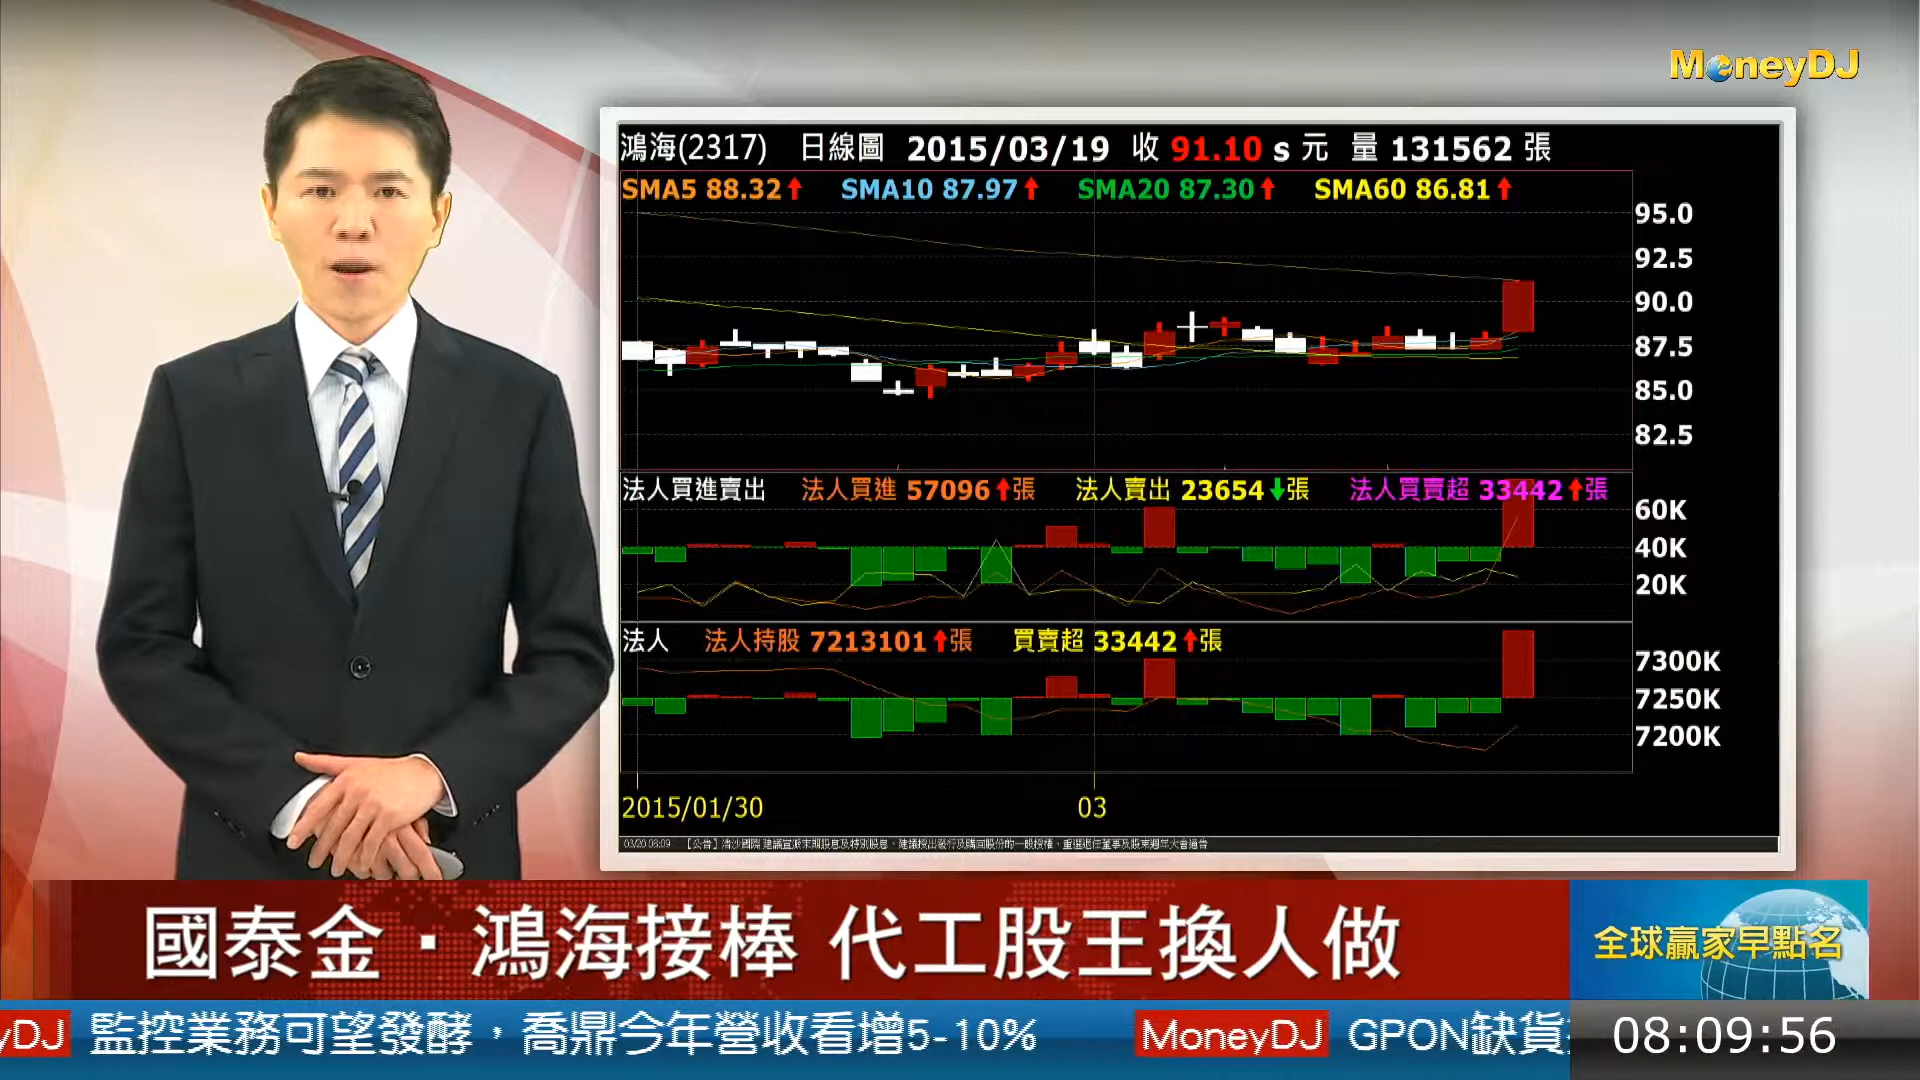 MoneyDJ
鴻海(2317) 日線圖 2015/03/19 收 91.10 s 元 量 131562 張
SMA5 88.32↑ SMA10 87.97↑ SMA20 87.30↑ SMA60 86.81↑
95.0
92.5
90.0
87.5
85.0
82.5
法人買進賣出 法人買進 57096↑張 法人賣出 23654↓張 法人買賣超 33442↑張
60K
40K
20K
法人 法人持股 7213101↑張 買賣超 33442↑張
7300K
7250K
7200K
2015/01/30 03
國泰金‧鴻海接棒 代工股王換人做
全球贏家早點名
yDJ 監控業務可望發酵，喬鼎今年營收看增5-10% MoneyDJ GPON缺貨
08:09:56